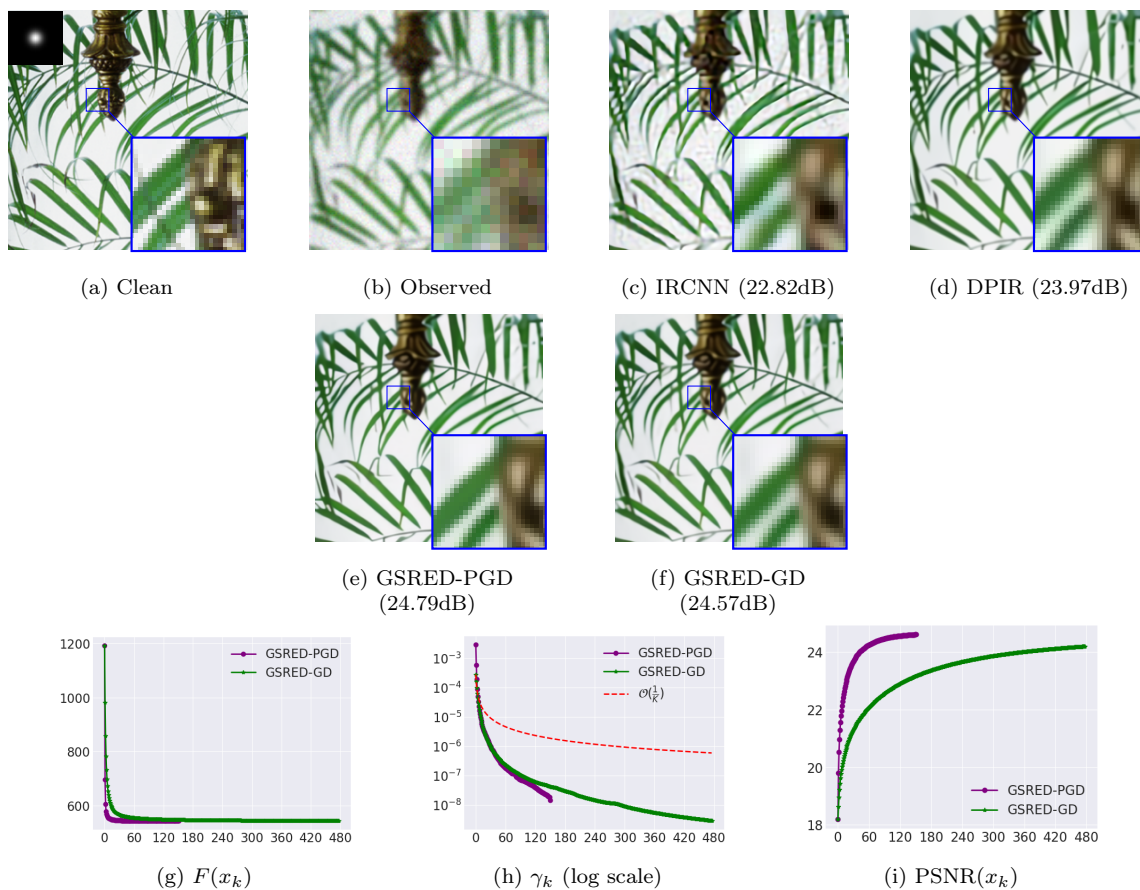 (a) Clean
(b) Observed
(c) IRCNN (22.82dB)
(d) DPIR (23.97dB)
(e) GSRED-PGD
(24.79dB)
(f) GSRED-GD
(24.57dB)
1200
1000
800
600
GSRED-PGD
GSRED-GD
0 60 120 180 240 300 360 420 480
(g) F(x_k)
10^{-3}
10^{-4}
10^{-5}
10^{-6}
10^{-7}
10^{-8}
GSRED-PGD
GSRED-GD
𝒪(1/K)
0 60 120 180 240 300 360 420 480
(h) γ_k (log scale)
24
22
20
18
GSRED-PGD
GSRED-GD
0 60 120 180 240 300 360 420 480
(i) PSNR(x_k)